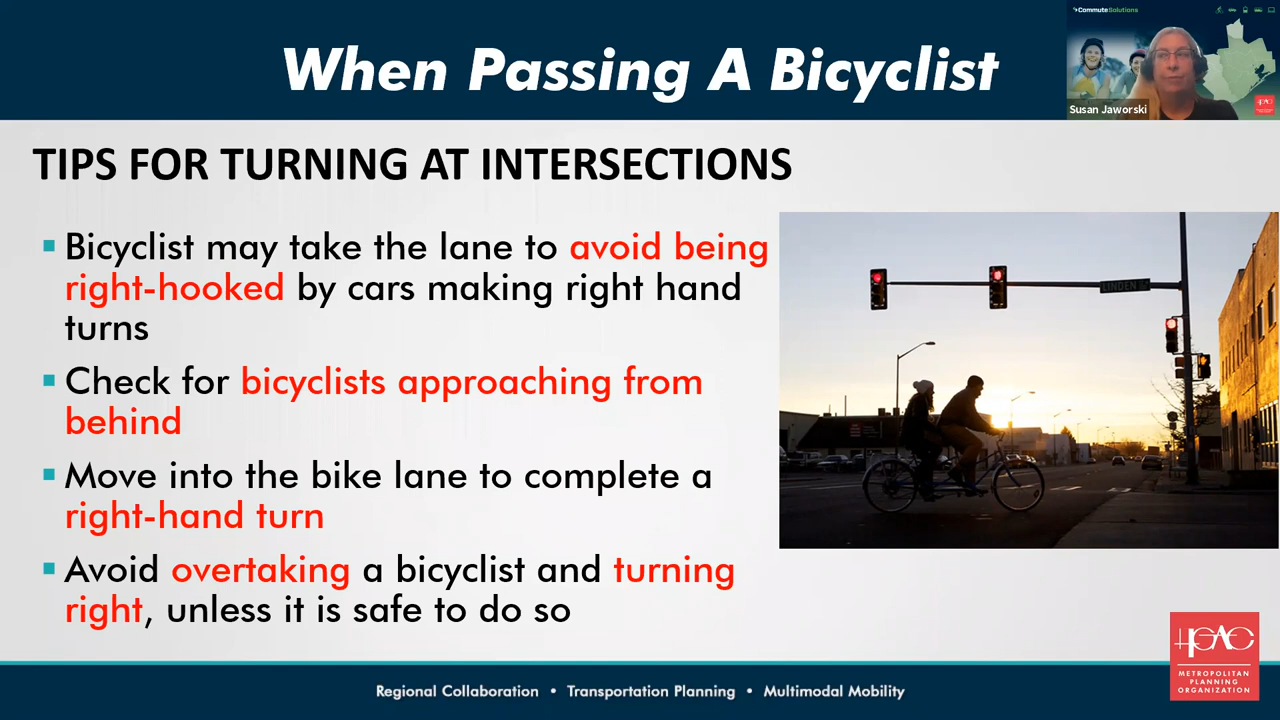 When Passing A Bicyclist
CommuteSolutions
Susan Jaworski
TIPS FOR TURNING AT INTERSECTIONS
Bicyclist may take the lane to avoid being
right-hooked by cars making right hand
turns
Check for bicyclists approaching from
behind
Move into the bike lane to complete a
right-hand turn
Avoid overtaking a bicyclist and turning
right, unless it is safe to do so
LINDEN
HGAC
METROPOLITAN
PLANNING
ORGANIZATION
Regional Collaboration • Transportation Planning • Multimodal Mobility